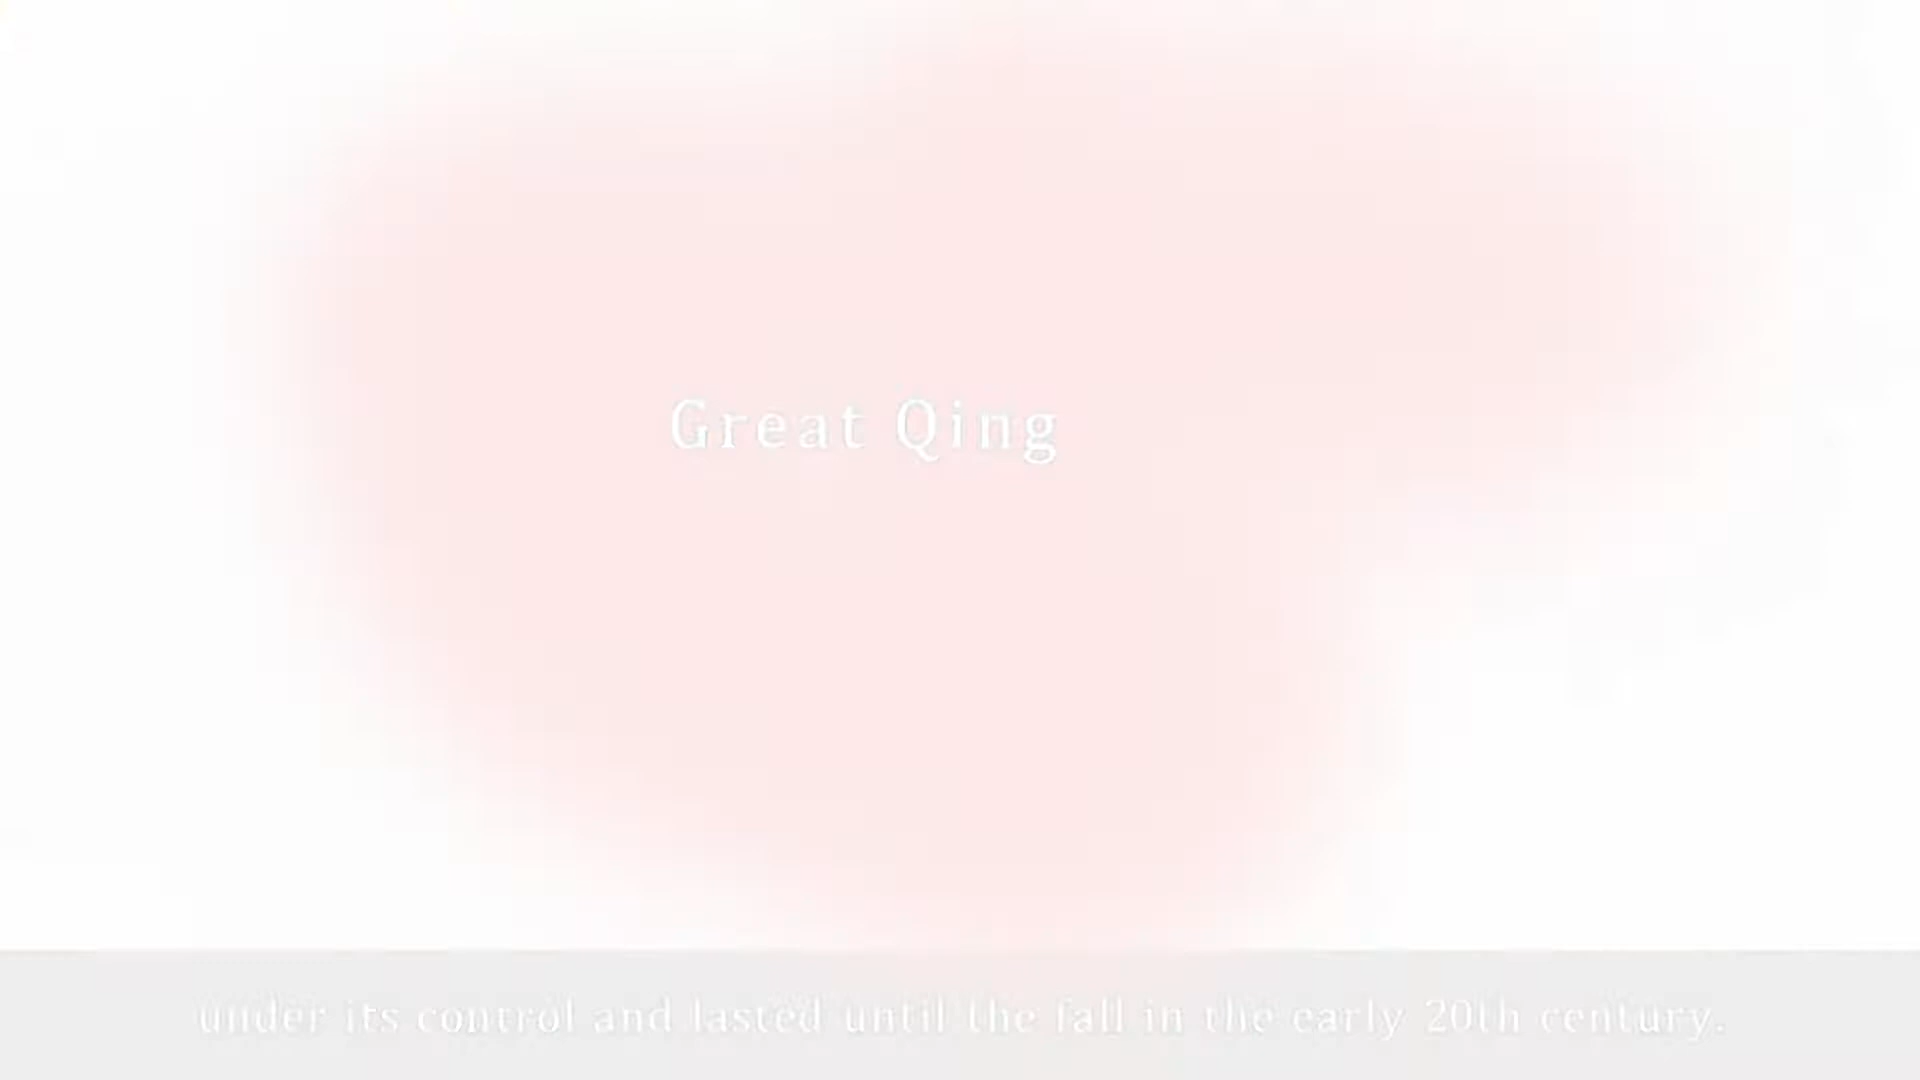 Great Qing
under its control and lasted until the fall in the early 20th century.